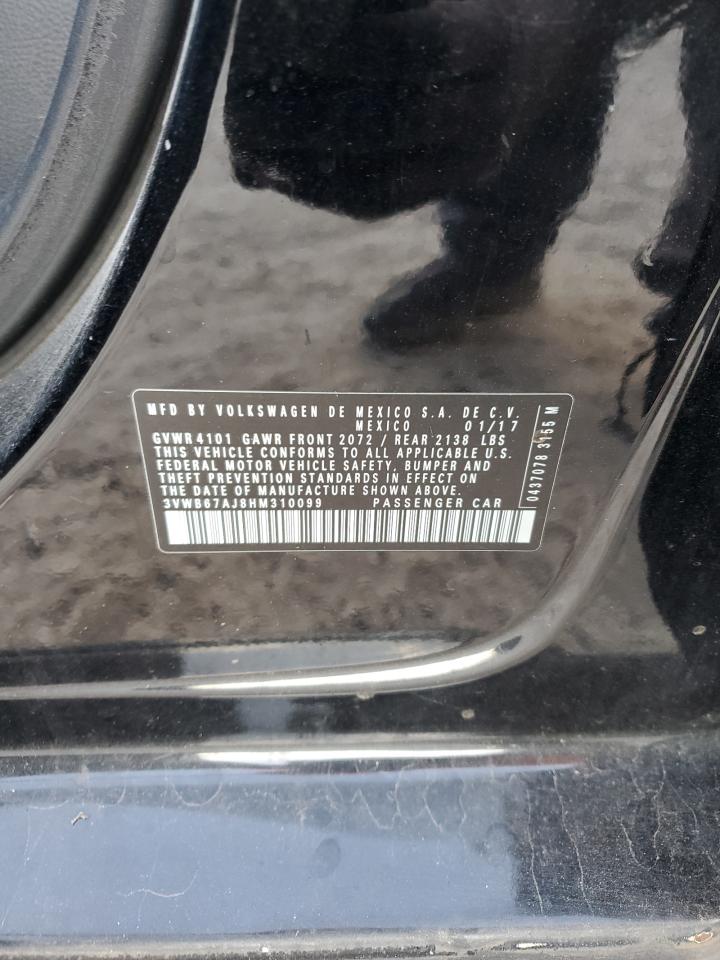 MFD BY VOLKSWAGEN DE MEXICO S.A. DE C.V.
MEXICO 01/17
GVWR 4101 GAWR FRONT 2072 / REAR 2138 LBS
THIS VEHICLE CONFORMS TO ALL APPLICABLE U.S.
FEDERAL MOTOR VEHICLE SAFETY, BUMPER AND
THEFT PREVENTION STANDARDS IN EFFECT ON
THE DATE OF MANUFACTURE SHOWN ABOVE.
3VWB67AJ8HM310099 PASSENGER CAR
0437078 3155 M